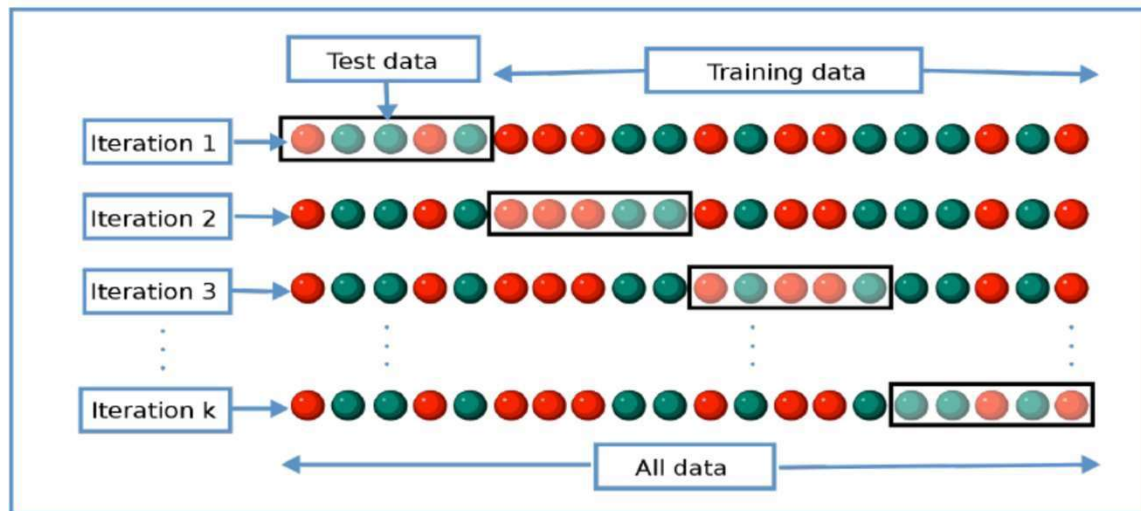 Test data
Training data
Iteration 1
Iteration 2
Iteration 3
Iteration k
All data